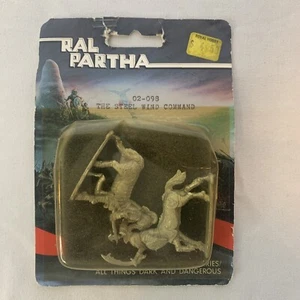 RAL
PARTHA
02-098
THE STEEL WIND COMMAND
ALL THINGS DARK AND DANGEROUS